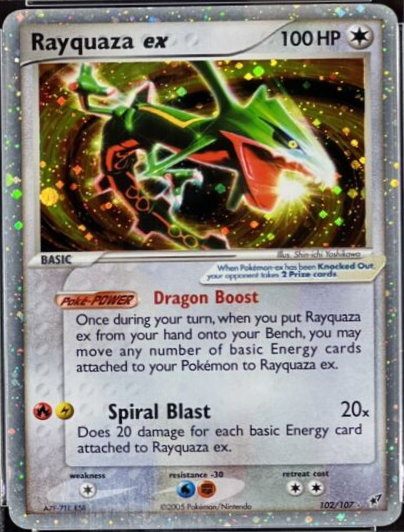 Rayquaza ex 100 HP
Illus. Shin-ichi Yoshikawa
BASIC
When Pokémon-ex has been Knocked Out,
your opponent takes 2 Prize cards.
Poké-POWER Dragon Boost
Once during your turn, when you put Rayquaza
ex from your hand onto your Bench, you may
move any number of basic Energy cards
attached to your Pokémon to Rayquaza ex.
Spiral Blast 20x
Does 20 damage for each basic Energy card
attached to Rayquaza ex.
weakness resistance -30 retreat cost
©2005 Pokémon/Nintendo 102/107